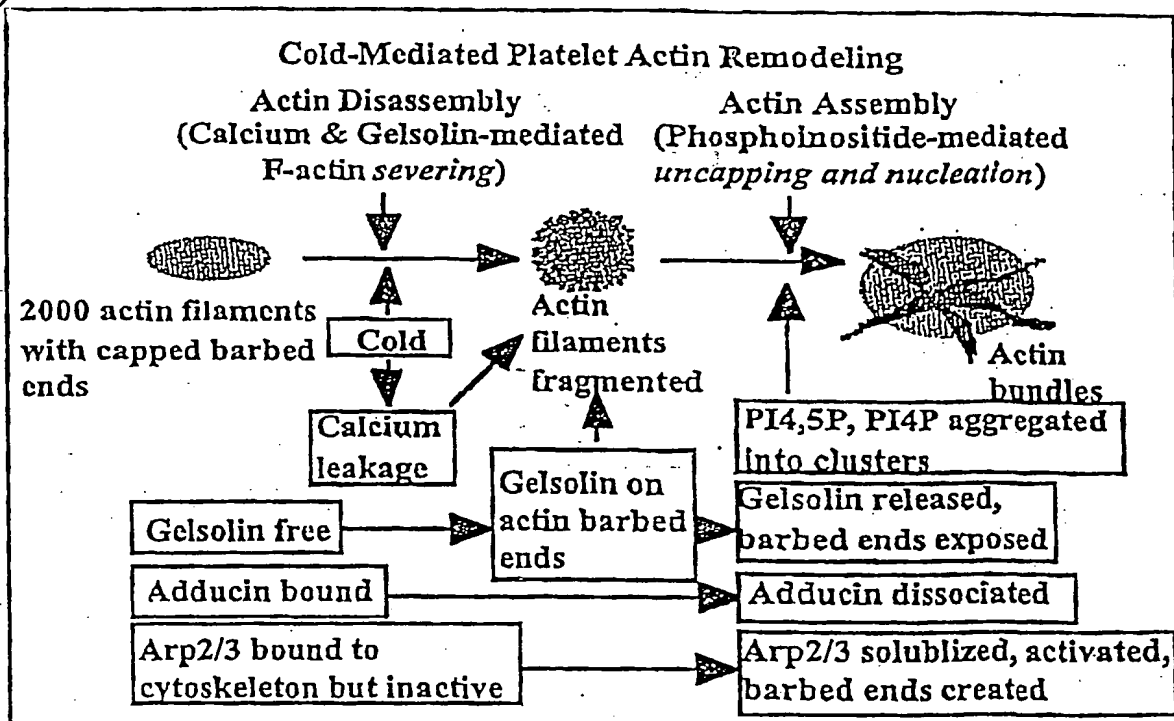 Cold-Mediated Platelet Actin Remodeling
Actin Disassembly
(Calcium & Gelsolin-mediated
F-actin severing)
Actin Assembly
(Phospholnositide-mediated
uncapping and nucleation)
2000 actin filaments
with capped barbed
ends
Cold
Calcium
leakage
Actin
filaments
fragmented
Actin
bundles
PI4,5P, PI4P aggregated
into clusters
Gelsolin free
Gelsolin on
actin barbed
ends
Gelsolin released,
barbed ends exposed
Adducin bound
Adducin dissociated
Arp2/3 bound to
cytoskeleton but inactive
Arp2/3 solublized, activated,
barbed ends created